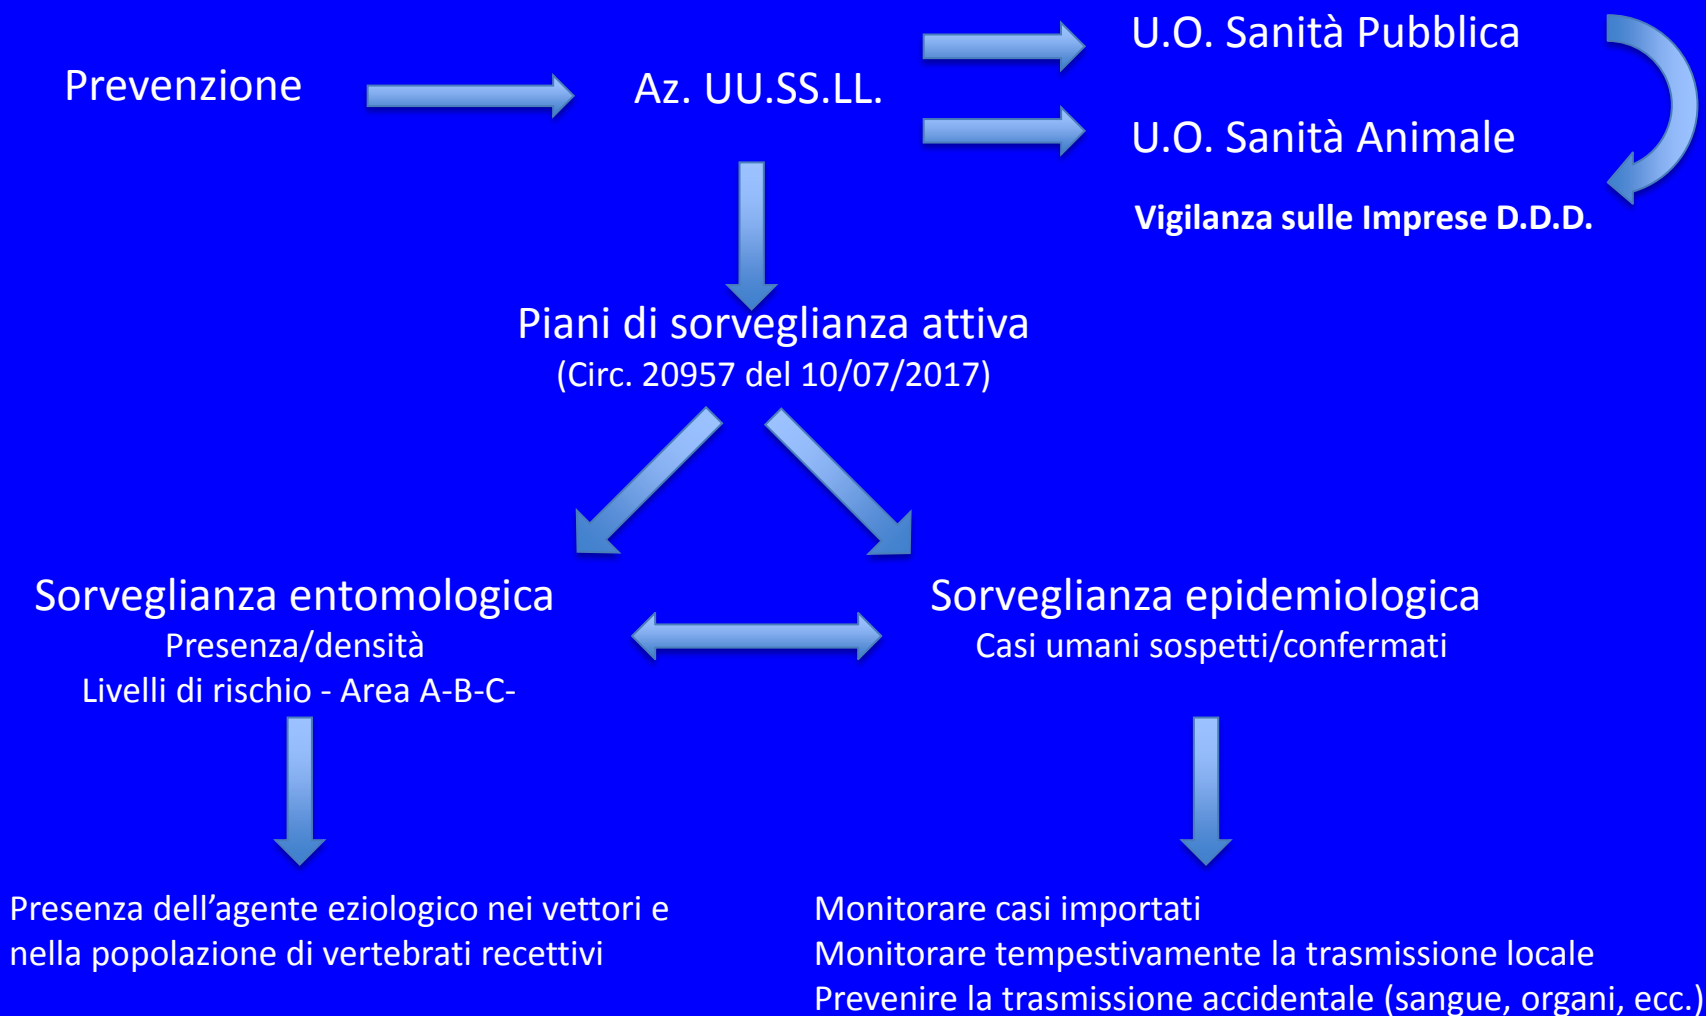 Prevenzione
Az. UU.SS.LL.
U.O. Sanità Pubblica
U.O. Sanità Animale
Vigilanza sulle Imprese D.D.D.
Piani di sorveglianza attiva
(Circ. 20957 del 10/07/2017)
Sorveglianza entomologica
Presenza/densità
Livelli di rischio - Area A-B-C-
Sorveglianza epidemiologica
Casi umani sospetti/confermati
Presenza dell’agente eziologico nei vettori e
nella popolazione di vertebrati recettivi
Monitorare casi importati
Monitorare tempestivamente la trasmissione locale
Prevenire la trasmissione accidentale (sangue, organi, ecc.)